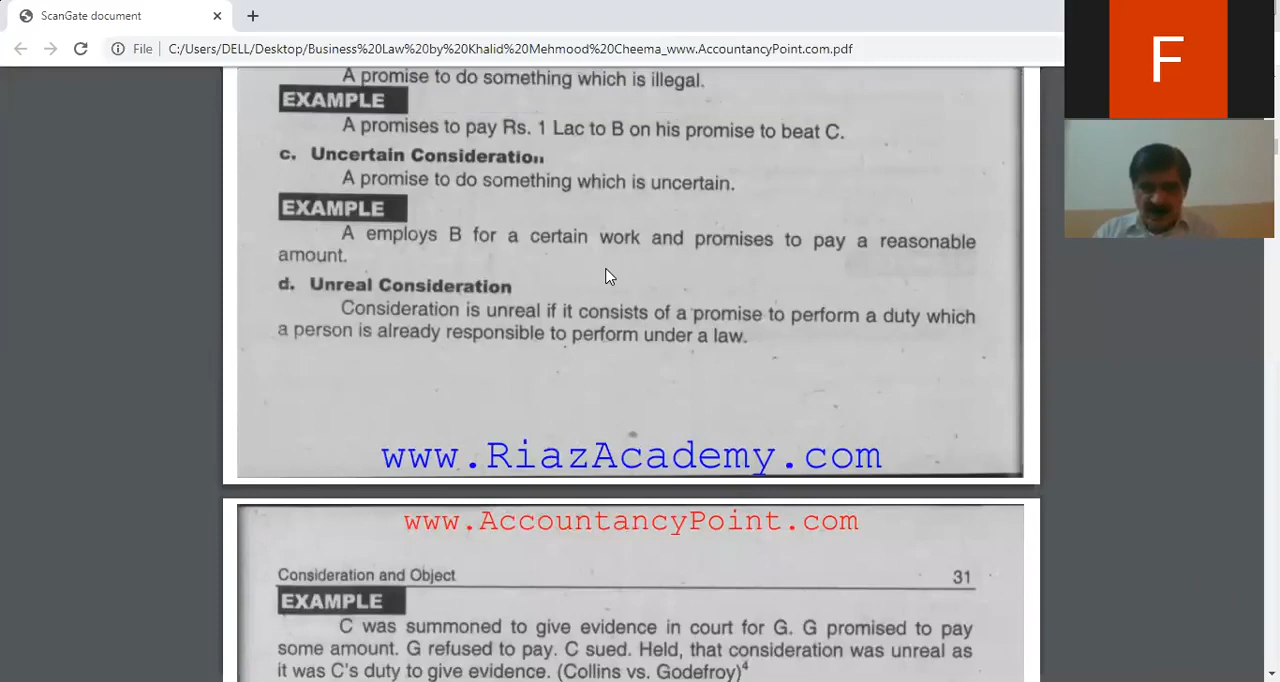 ScanGate document
File
C:/Users/DELL/Desktop/Business%20Law%20by%20Khalid%20Mehmood%20Cheema_www.AccountancyPoint.com.pdf
F
A promise to do something which is illegal.
EXAMPLE
A promises to pay Rs. 1 Lac to B on his promise to beat C.
c. Uncertain Consideration
A promise to do something which is uncertain.
EXAMPLE
A employs B for a certain work and promises to pay a reasonable
amount.
d. Unreal Consideration
Consideration is unreal if it consists of a promise to perform a duty which
a person is already responsible to perform under a law.
www.RiazAcademy.com
www.AccountancyPoint.com
Consideration and Object 31
EXAMPLE
C was summoned to give evidence in court for G. G promised to pay
some amount. G refused to pay. C sued. Held, that consideration was unreal as
it was C's duty to give evidence. (Collins vs. Godefroy)4